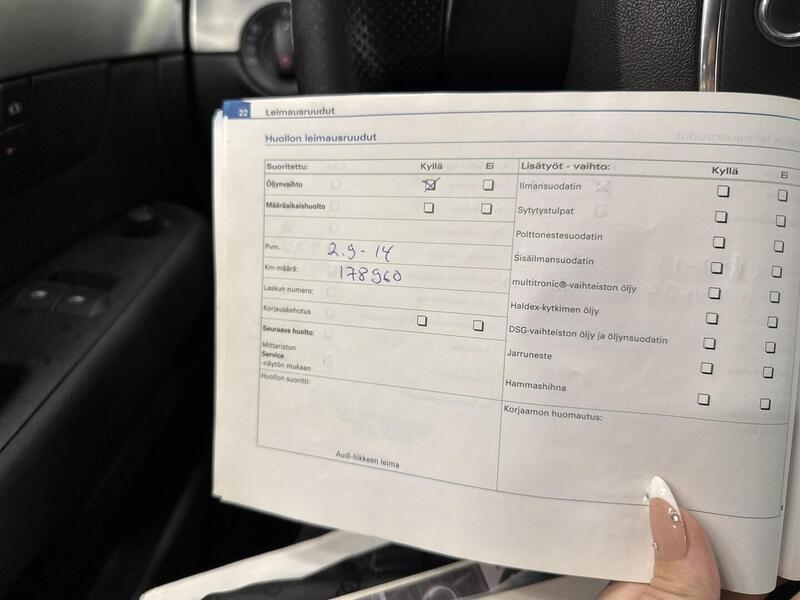 22 Leimausruudut
Huollon leimausruudut
Suoritettu: Kyllä Ei
Öljynvaihto
Määräaikaishuolto
Pvm. 2.9-14
Km-määrä: 178960
Laskun numero:
Korjauskehotus
Seuraava huolto:
Mittariston
Service
-näytön mukaan
Huollon suoritti:
Audi-liikkeen leima
Lisätyöt - vaihto: Kyllä Ei
Ilmansuodatin
Sytytystulpat
Polttonestesuodatin
Sisäilmansuodatin
multitronic®-vaihteiston öljy
Haldex-kytkimen öljy
DSG-vaihteiston öljy ja öljynsuodatin
Jarruneste
Hammashihna
Korjaamon huomautus: